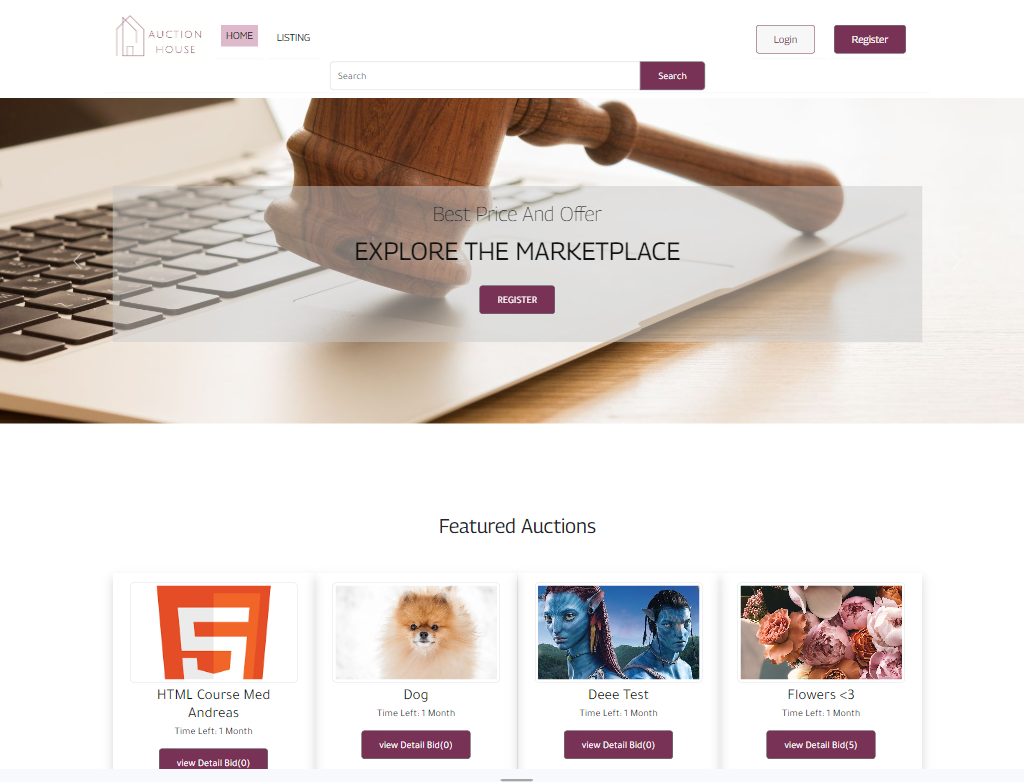 AUCTION
HOUSE
HOME
LISTING
Login
Register
Search
Search
Best Price And Offer
EXPLORE THE MARKETPLACE
REGISTER
Featured Auctions
HTML Course Med
Andreas
Time Left: 1 Month
view Detail Bid(0)
Dog
Time Left: 1 Month
view Detail Bid(0)
Deee Test
Time Left: 1 Month
view Detail Bid(0)
Flowers <3
Time Left: 1 Month
view Detail Bid(5)